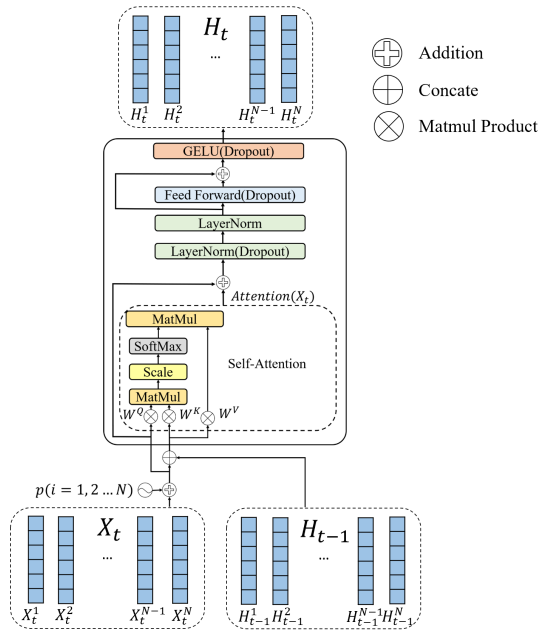 H_t
...
H_t^1 H_t^2 H_t^{N-1} H_t^N
Addition
Concate
Matmul Product
GELU(Dropout)
Feed Forward(Dropout)
LayerNorm
LayerNorm(Dropout)
Attention(X_t)
MatMul
SoftMax
Self-Attention
Scale
MatMul
W^Q W^K W^V
p(i = 1,2 ... N)
X_t
...
X_t^1 X_t^2 X_t^{N-1} X_t^N
H_{t-1}
...
H_{t-1}^1 H_{t-1}^2 H_{t-1}^{N-1} H_{t-1}^N